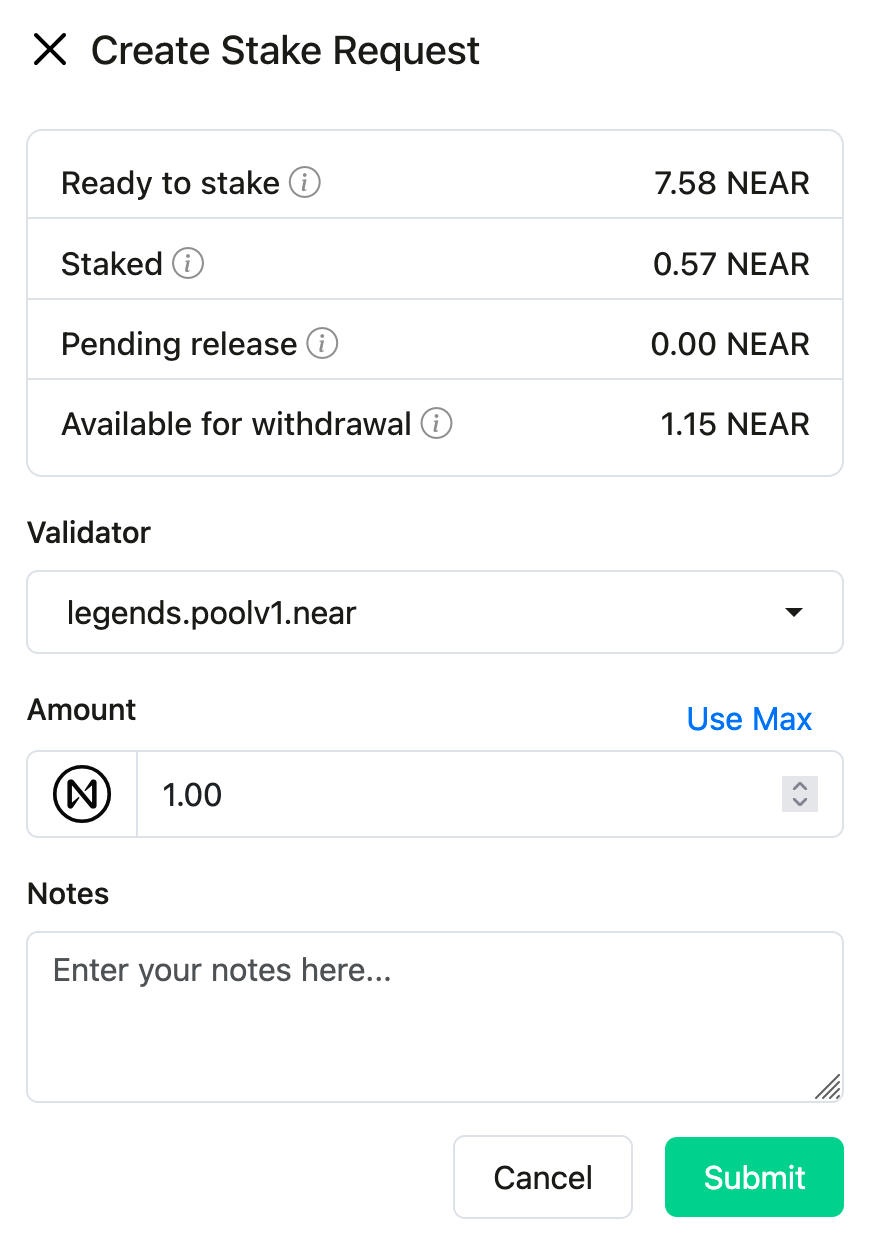 Create Stake Request
Ready to stake 7.58 NEAR
Staked 0.57 NEAR
Pending release 0.00 NEAR
Available for withdrawal 1.15 NEAR
Validator
legends.poolv1.near
Amount Use Max
1.00
Notes
Enter your notes here...
Cancel Submit